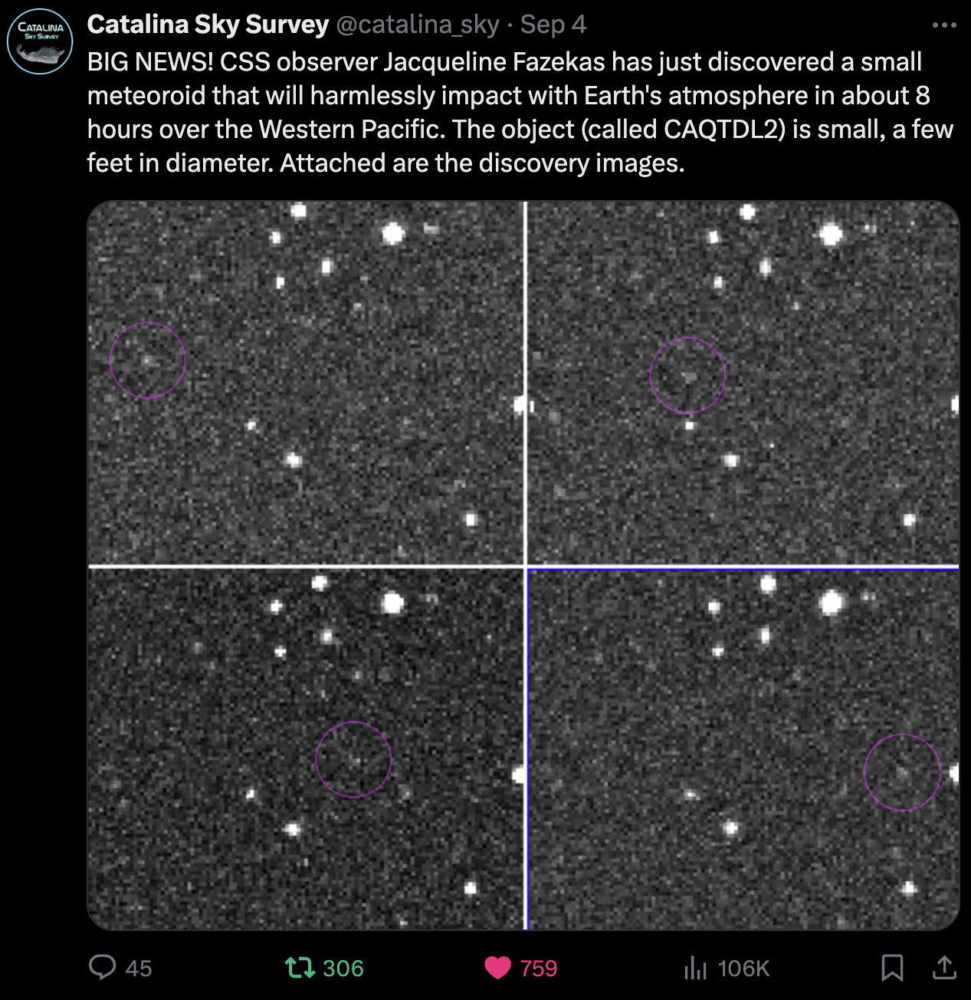 CATALINA
SKY SURVEY
Catalina Sky Survey @catalina_sky · Sep 4
BIG NEWS! CSS observer Jacqueline Fazekas has just discovered a small
meteoroid that will harmlessly impact with Earth's atmosphere in about 8
hours over the Western Pacific. The object (called CAQTDL2) is small, a few
feet in diameter. Attached are the discovery images.
45 306 759 106K